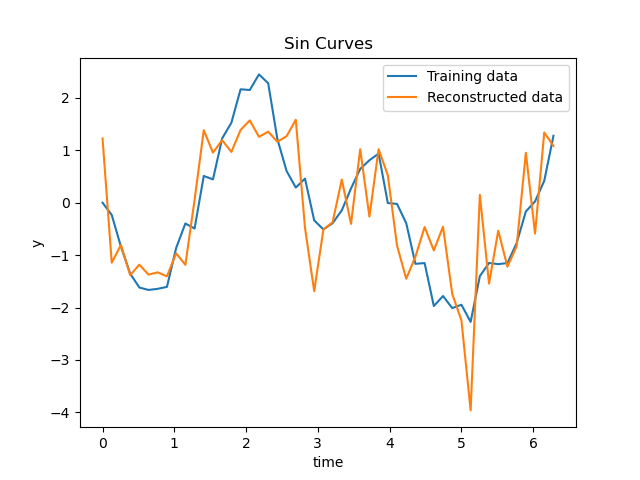 Sin Curves
Training data
Reconstructed data
y
2
1
0
−1
−2
−3
−4
0 1 2 3 4 5 6
time